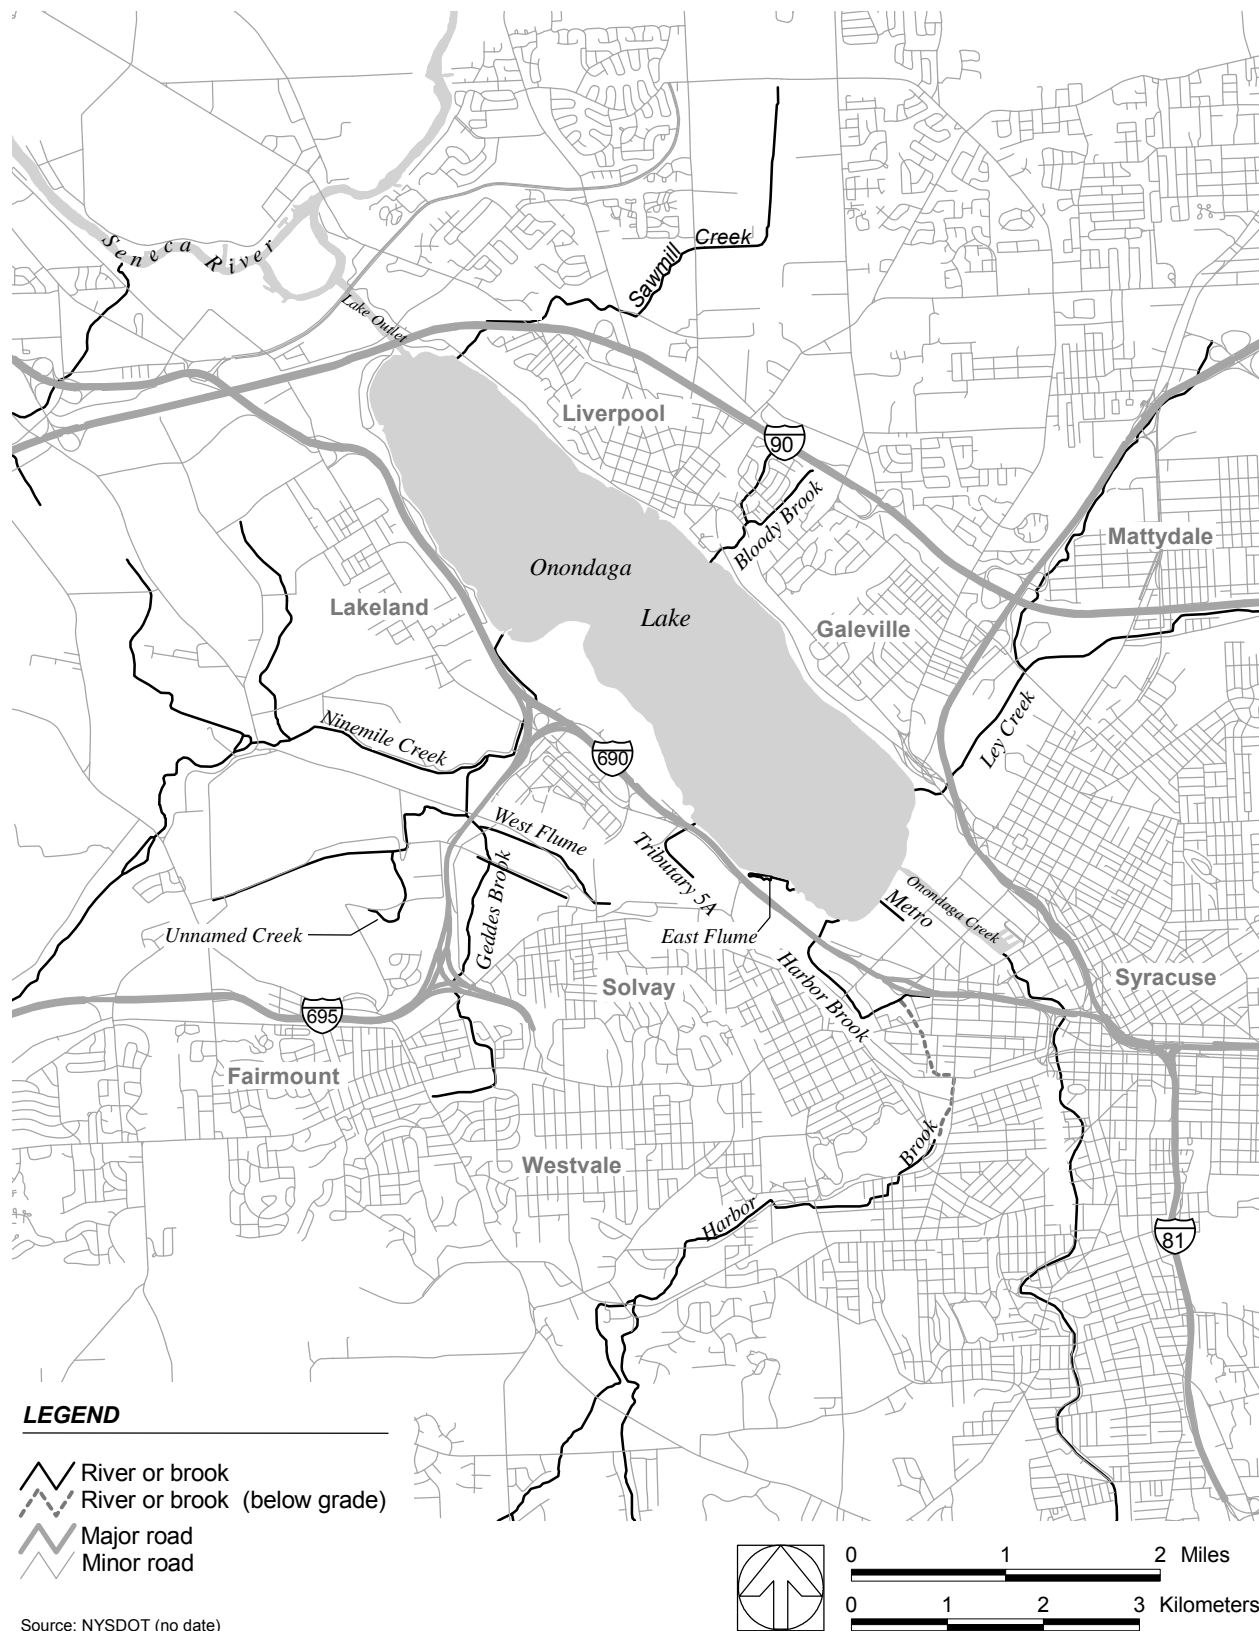 Creek
Sawmill
Seneca River
Lake Outlet
Liverpool
90
Bloody Brook
Mattydale
Onondaga
Lake
Lakeland
Galeville
Ninemile Creek
Ley Creek
690
West Flume
Tributary 5A
Geddes Brook
Onondaga Creek
Metro
Unnamed Creek
East Flume
Harbor Brook
Solvay
Syracuse
695
Fairmount
Brook
Westvale
Harbor
81
LEGEND
River or brook
River or brook (below grade)
Major road
Minor road
0 1 2 Miles
0 1 2 3 Kilometers
Source: NYSDOT (no date)